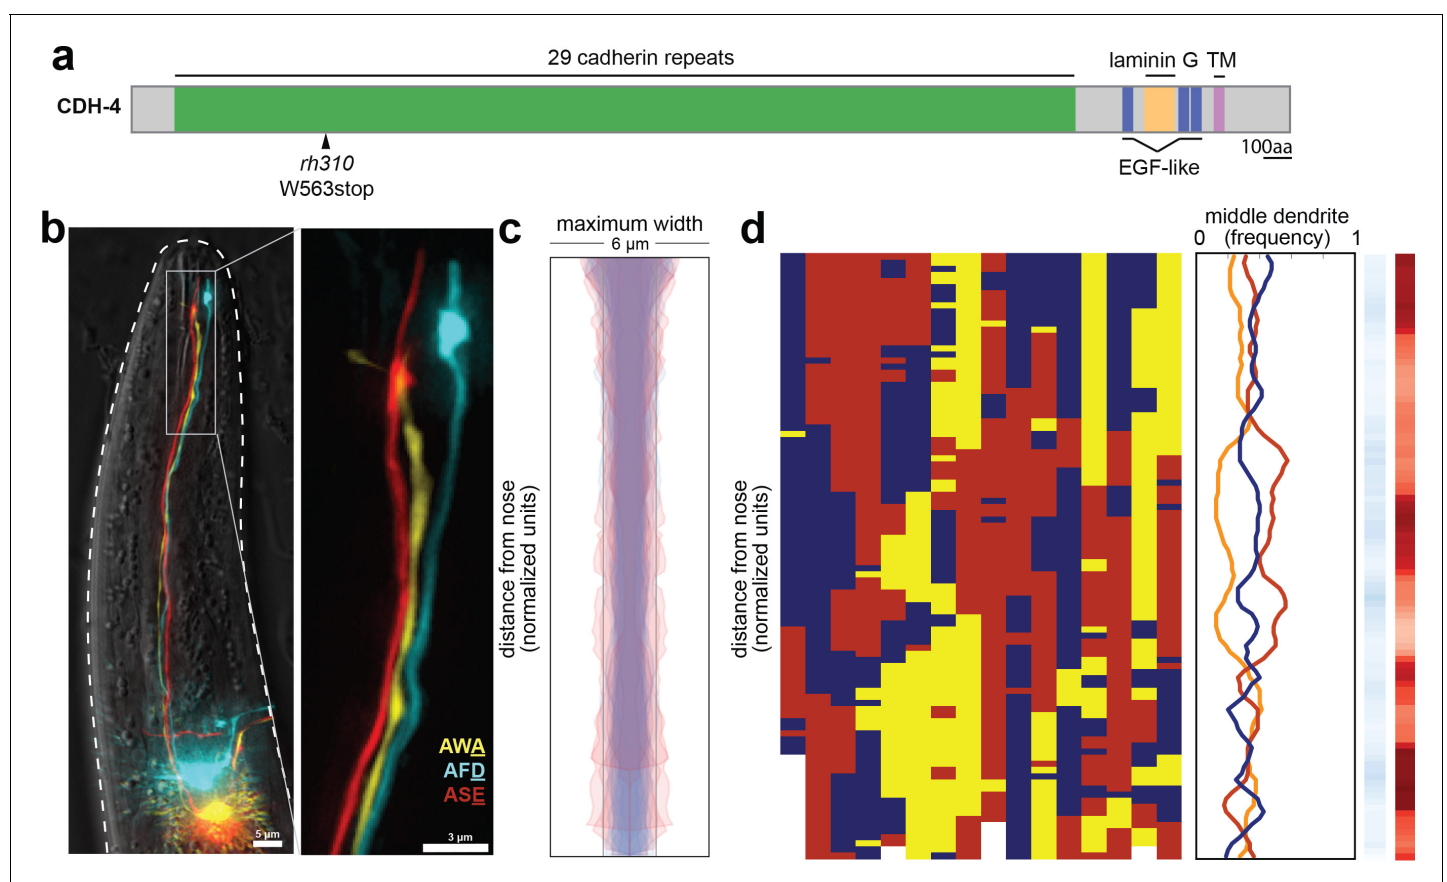 a
29 cadherin repeats
laminin G TM
CDH-4
rh310
W563stop
EGF-like
100aa
b
AWA
AFD
ASE
5 µm
3 µm
c
maximum width
6 µm
distance from nose
(normalized units)
d
distance from nose
(normalized units)
middle dendrite
0 (frequency) 1